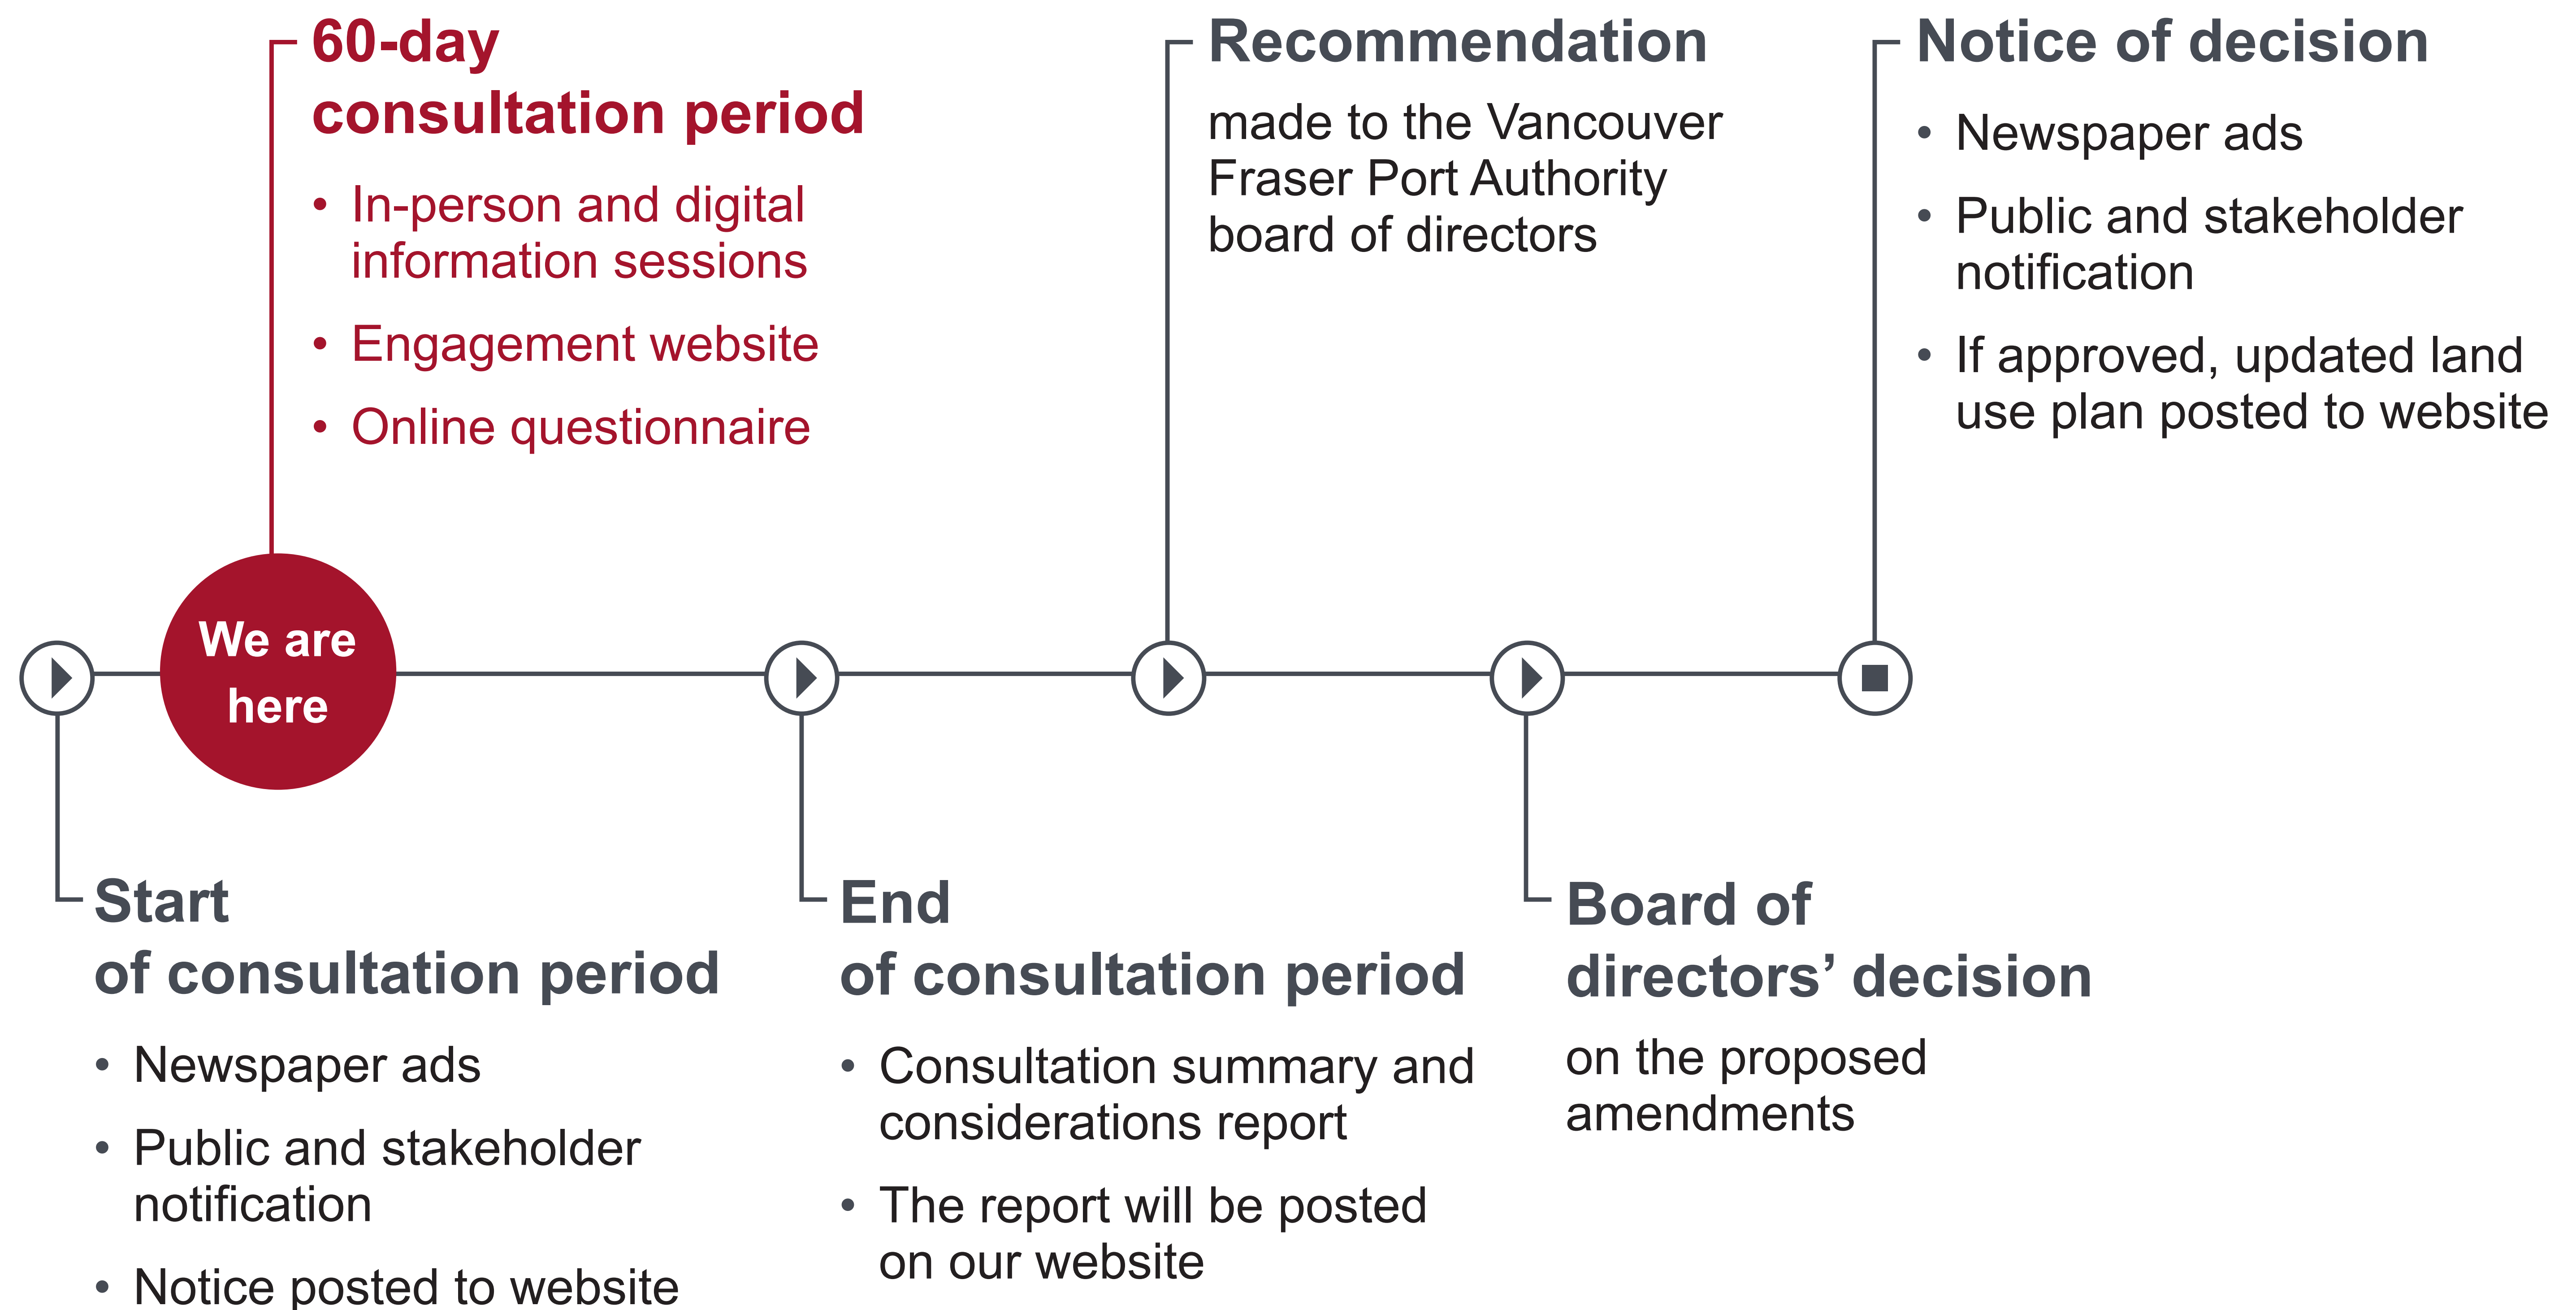 60-day
consultation period
• In-person and digital
information sessions
• Engagement website
• Online questionnaire
Recommendation
made to the Vancouver
Fraser Port Authority
board of directors
Notice of decision
• Newspaper ads
• Public and stakeholder
notification
• If approved, updated land
use plan posted to website
We are
here
Start
of consultation period
• Newspaper ads
• Public and stakeholder
notification
• Notice posted to website
End
of consultation period
• Consultation summary and
considerations report
• The report will be posted
on our website
Board of
directors’ decision
on the proposed
amendments